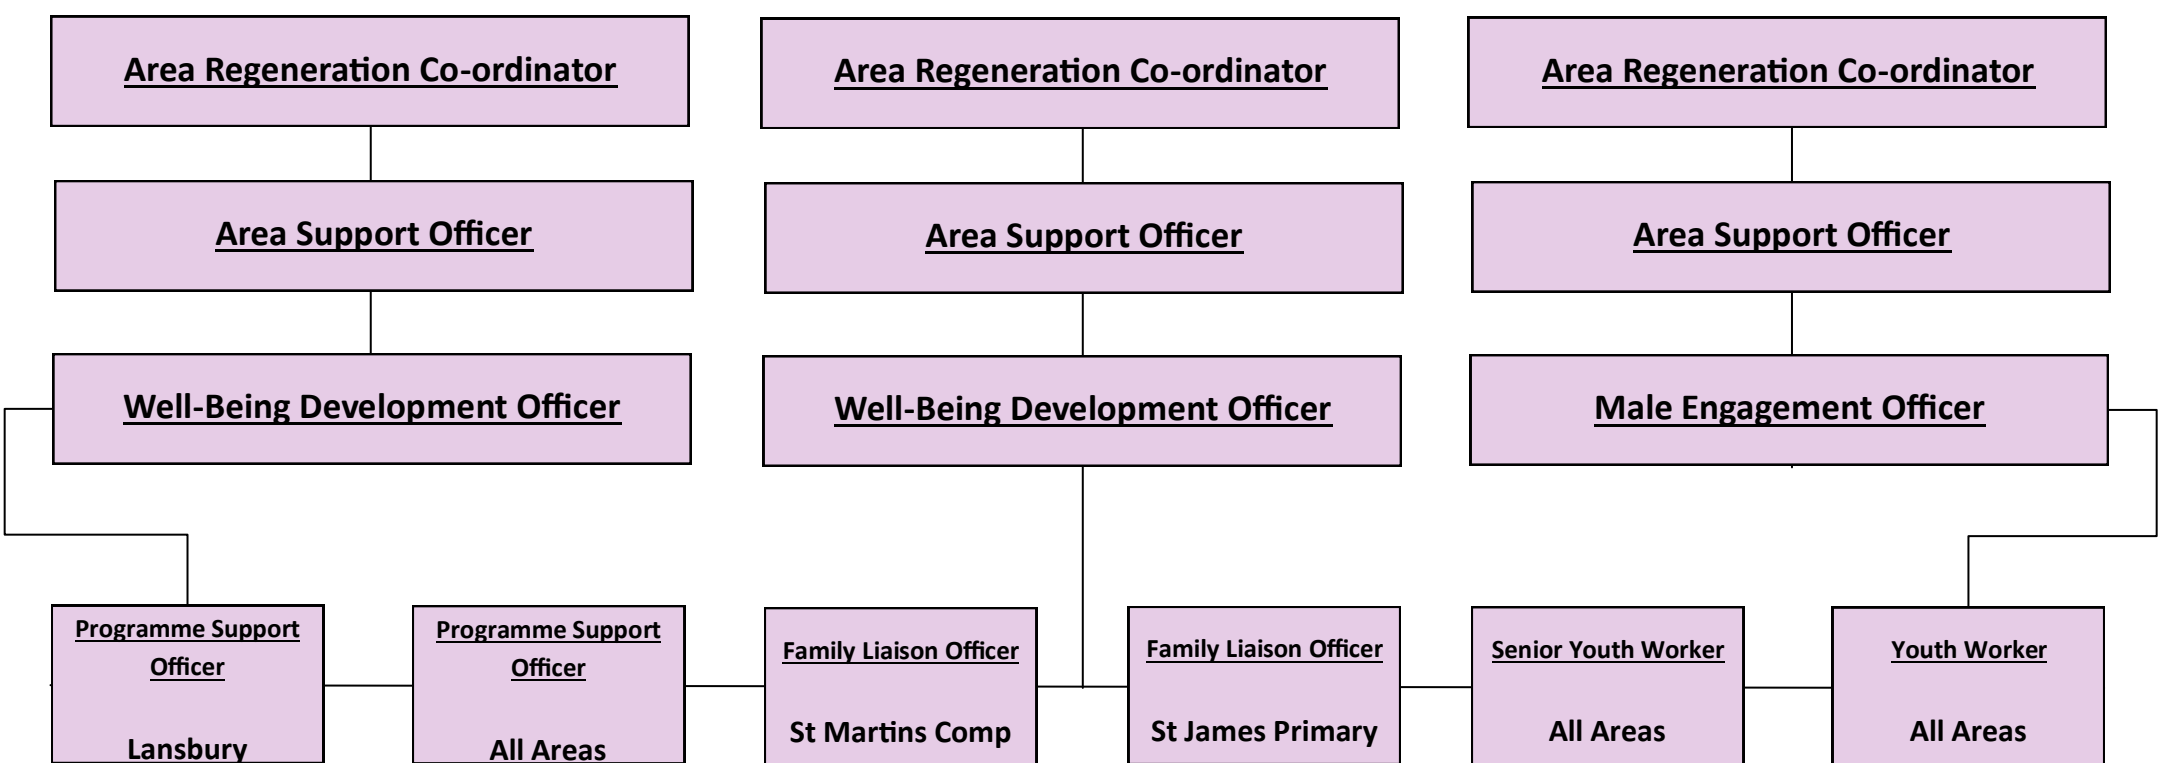 Area Regeneration Co-ordinator
Area Regeneration Co-ordinator
Area Regeneration Co-ordinator
Area Support Officer
Area Support Officer
Area Support Officer
Well-Being Development Officer
Well-Being Development Officer
Male Engagement Officer
Programme Support
Officer
Lansbury
Programme Support
Officer
All Areas
Family Liaison Officer
St Martins Comp
Family Liaison Officer
St James Primary
Senior Youth Worker
All Areas
Youth Worker
All Areas